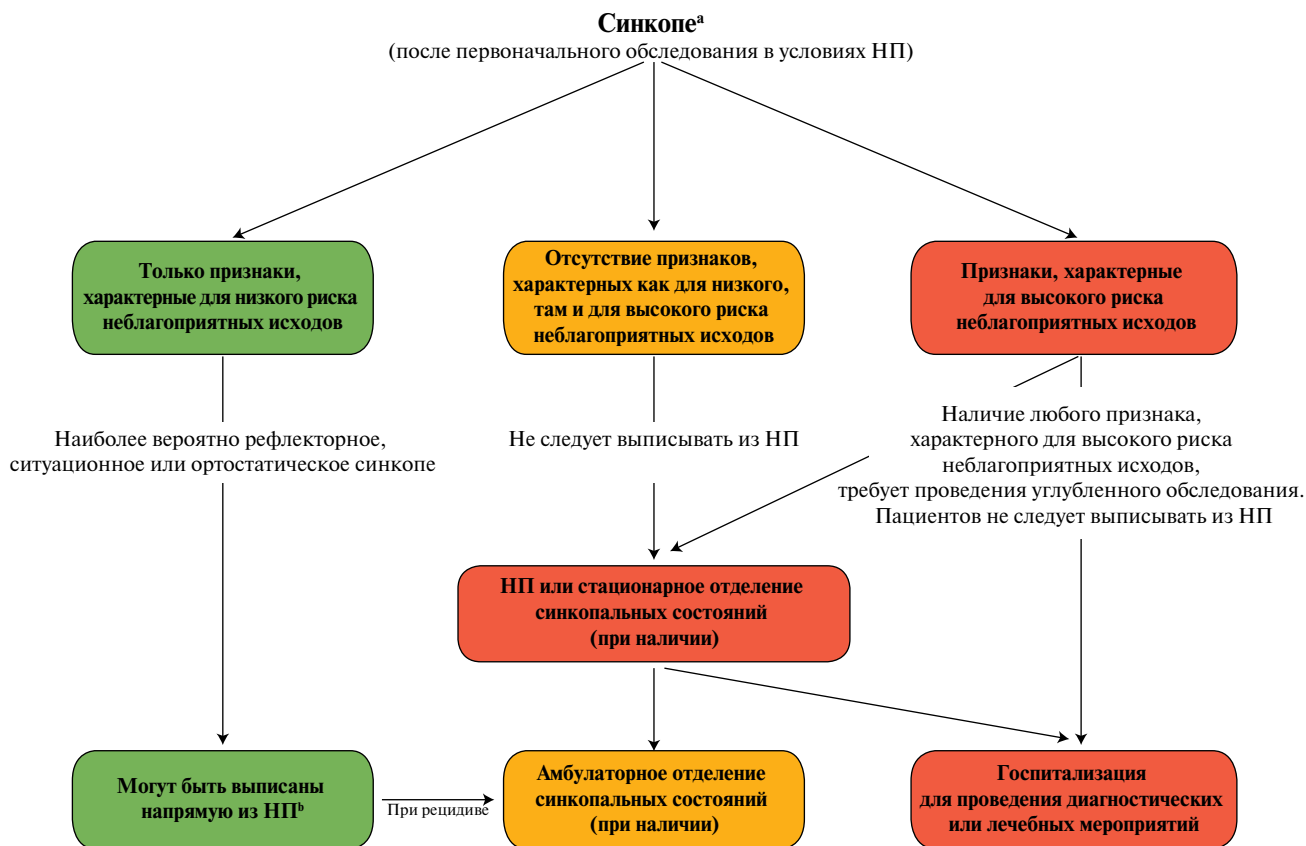 Синкопеª
(после первоначального обследования в условиях НП)
Только признаки,
характерные для низкого риска
неблагоприятных исходов
Отсутствие признаков,
характерных как для низкого,
там и для высокого риска
неблагоприятных исходов
Признаки, характерные
для высокого риска
неблагоприятных исходов
Наиболее вероятно рефлекторное,
ситуационное или ортостатическое синкопе
Не следует выписывать из НП
Наличие любого признака,
характерного для высокого риска
неблагоприятных исходов,
требует проведения углубленного обследования.
Пациентов не следует выписывать из НП
НП или стационарное отделение
синкопальных состояний
(при наличии)
Могут быть выписаны
напрямую из НПᵇ
При рецидиве
Амбулаторное отделение
синкопальных состояний
(при наличии)
Госпитализация
для проведения диагностических
или лечебных мероприятий